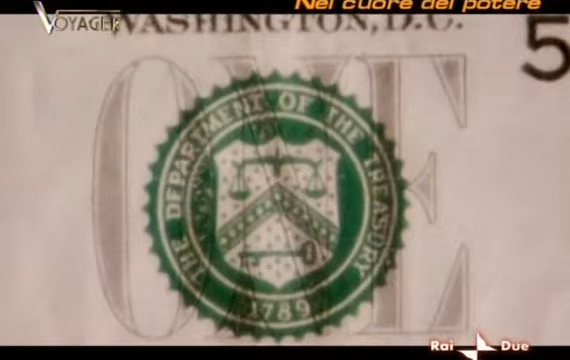 Nel cuore del potere
VOYAGER
WASHINGTON, D.C.
5
ONE
THE DEPARTMENT OF THE TREASURY
1789
Rai Due